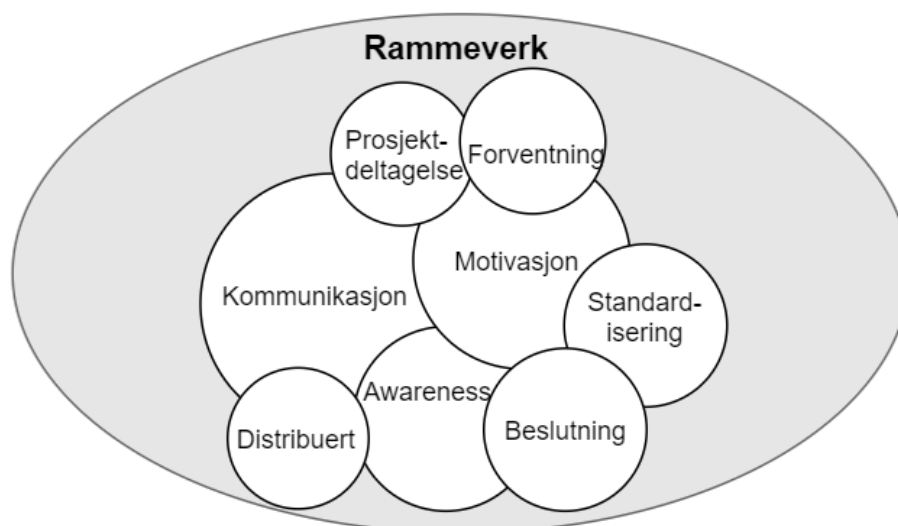 Rammeverk
Prosjekt-
deltagelse
Forventning
Motivasjon
Kommunikasjon
Standard-
isering
Awareness
Beslutning
Distribuert